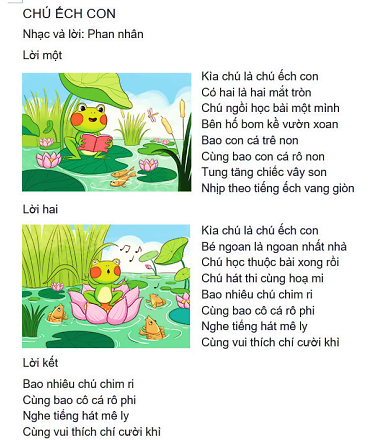 CHÚ ẾCH CON
Nhạc và lời: Phan nhân
Lời một
Kìa chú là chú ếch con
Có hai là hai mắt tròn
Chú ngồi học bài một mình
Bên hố bom kề vườn xoan
Bao con cá trê non
Cùng bao con cá rô non
Tung tăng chiếc vây son
Nhịp theo tiếng ếch vang giòn
Lời hai
Kìa chú là chú ếch con
Bé ngoan là ngoan nhất nhà
Chú học thuộc bài xong rồi
Chú hát thi cùng hoạ mi
Bao nhiêu chú chim ri
Cùng bao cô cá rô phi
Nghe tiếng hát mê ly
Cùng vui thích chí cười khì
Lời kết
Bao nhiêu chú chim ri
Cùng bao cô cá rô phi
Nghe tiếng hát mê ly
Cùng vui thích chí cười khì